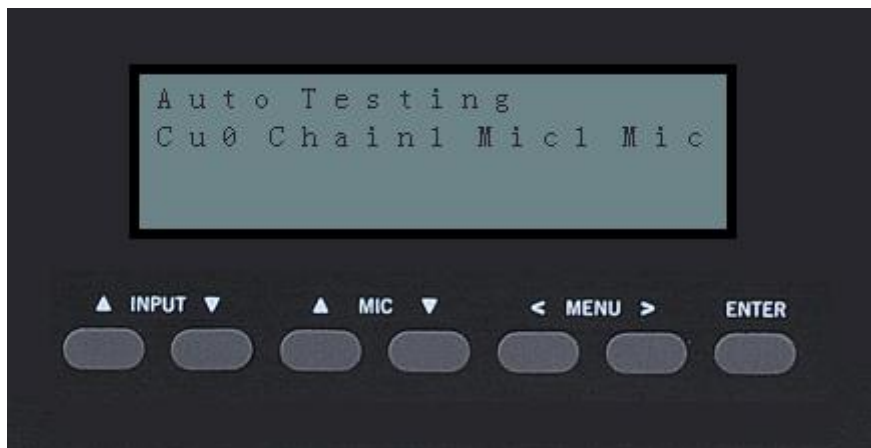 Auto Testing
Cu0 Chain1 Mic1 Mic
▲ INPUT ▼ ▲ MIC ▼ < MENU > ENTER